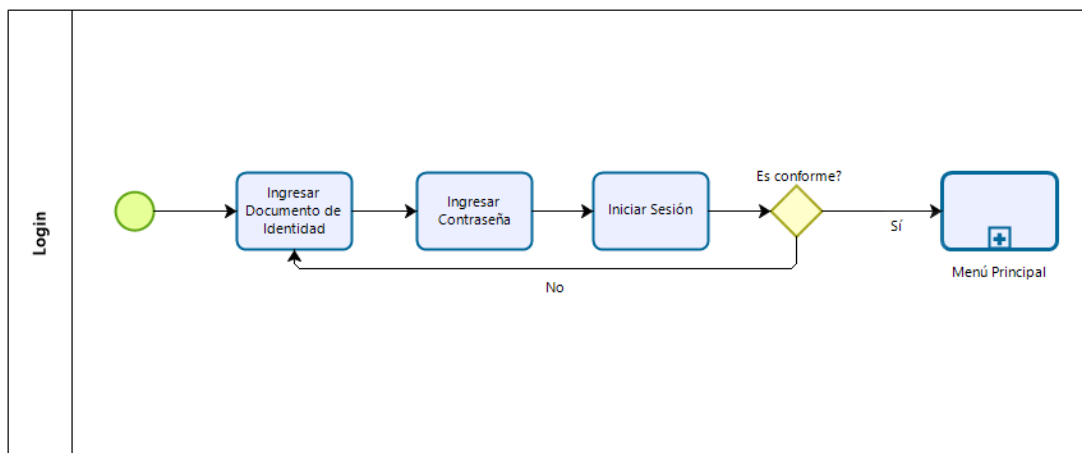 Login
Ingresar
Documento de
Identidad
Ingresar
Contraseña
Iniciar Sesión
Es conforme?
Sí
No
Menú Principal